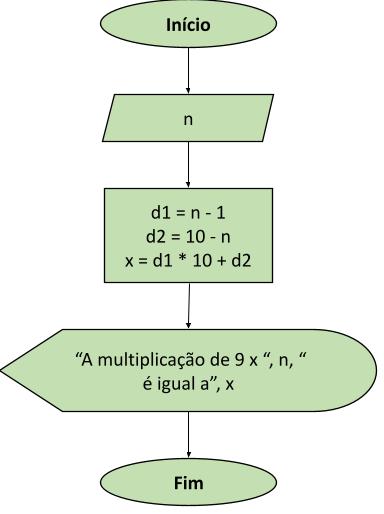 Início
n
d1 = n - 1
d2 = 10 - n
x = d1 * 10 + d2
“A multiplicação de 9 x “, n, “
é igual a”, x
Fim